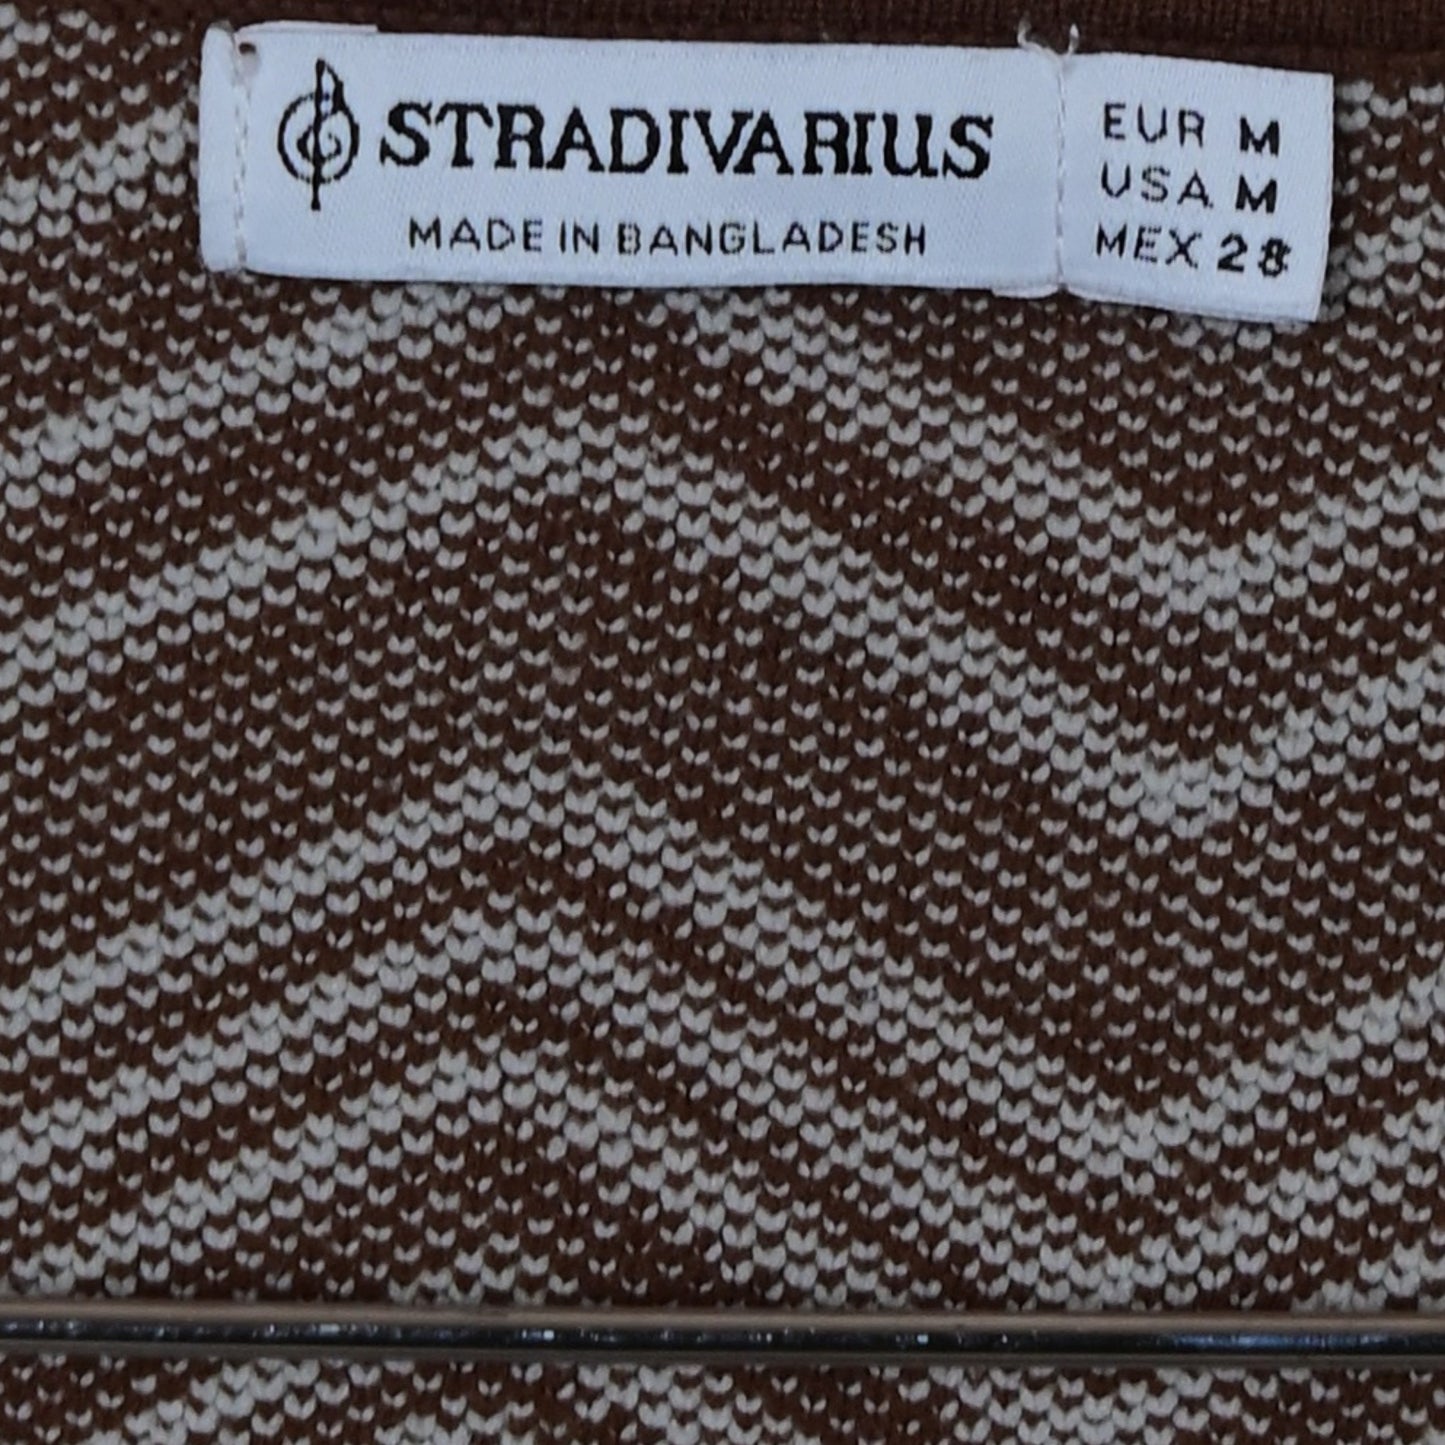 STRADIVARIUS
MADE IN BANGLADESH
EUR M
USA M
MEX 28